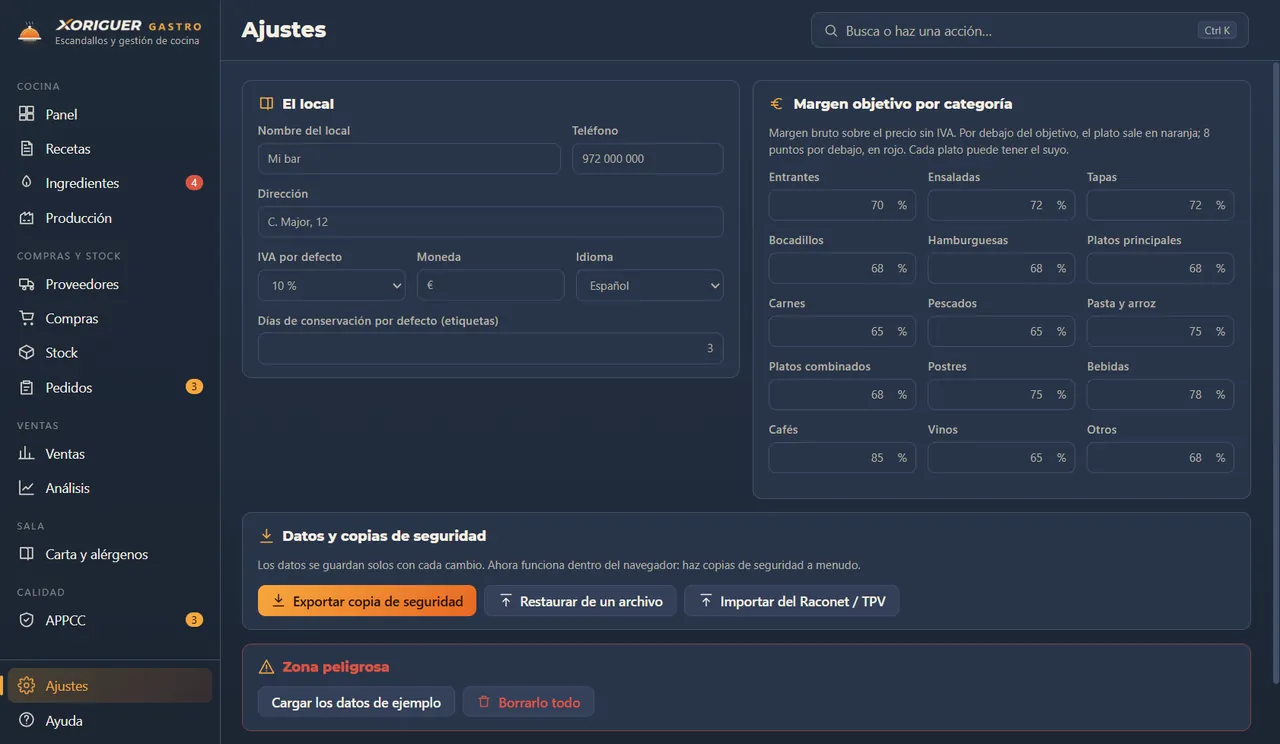 XORIGUER GASTRO
Escandallos y gestión de cocina
COCINA
Panel
Recetas
Ingredientes 4
Producción
COMPRAS Y STOCK
Proveedores
Compras
Stock
Pedidos 3
VENTAS
Ventas
Análisis
SALA
Carta y alérgenos
CALIDAD
APPCC 3
Ajustes
Ayuda
Ajustes
Busca o haz una acción... Ctrl K
El local
Nombre del local Teléfono
Mi bar 972 000 000
Dirección
C. Major, 12
IVA por defecto Moneda Idioma
10 % € Español
Días de conservación por defecto (etiquetas)
3
€ Margen objetivo por categoría
Margen bruto sobre el precio sin IVA. Por debajo del objetivo, el plato sale en naranja; 8
puntos por debajo, en rojo. Cada plato puede tener el suyo.
Entrantes Ensaladas Tapas
70 % 72 % 72 %
Bocadillos Hamburguesas Platos principales
68 % 68 % 68 %
Carnes Pescados Pasta y arroz
65 % 65 % 75 %
Platos combinados Postres Bebidas
68 % 75 % 78 %
Cafés Vinos Otros
85 % 65 % 68 %
Datos y copias de seguridad
Los datos se guardan solos con cada cambio. Ahora funciona dentro del navegador: haz copias de seguridad a menudo.
Exportar copia de seguridad Restaurar de un archivo Importar del Raconet / TPV
Zona peligrosa
Cargar los datos de ejemplo Borrarlo todo